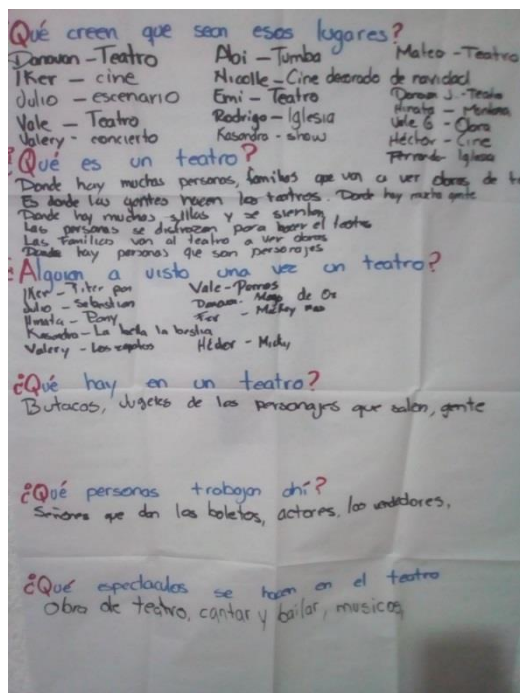 Qué creen que sean esos lugares?
Donovan - Teatro Abi - Tumba Mateo - Teatro
IKer - cine Nicolle - Cine decorado de navidad
Julio - escenario Emi - Teatro Donovan J. - Teatro
Vale - Teatro Rodrigo - Iglesia Hinata -
Valery - concierto Kasandra - show Vale G - Obra
Héctor - Cine
Fernando Iglesia
¿Qué es un teatro?
Donde hay muchas personas, familias que van a ver obras de t
Es donde las gentes hacen los teatros. Donde hay mucha gente
Donde hay muchas sillas y se sientan
Las personas se disfrazan para hacer el teatro
Las Familias van al teatro a ver obras
Donde hay personas que son personajes
¿Alguien a visto una vez un teatro?
IKer - Piter pan Vale - Perros
Julio - Sebastian Donovan - Mago de Oz
Hinata - Pony Fer - Mickey
Kasandra - La bella la bestia
Valery - Los Héctor - Micky
¿Qué hay en un teatro?
Butacas, Jugetes de los personajes que salen, gente
¿Qué personas trabajan ahí?
Señores que dan los boletos, actores, los vendedores.
¿Qué espectaculos se hacen en el teatro
Obra de teatro, cantar y bailar, musicos,